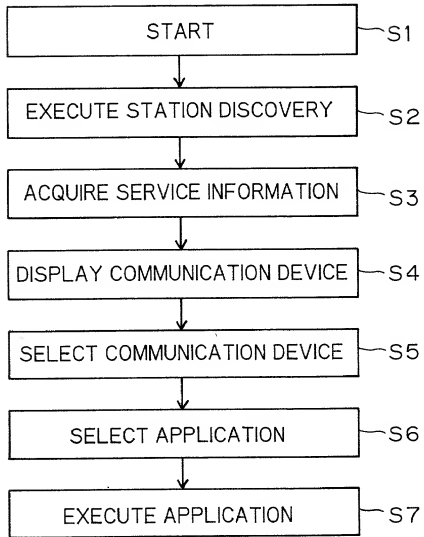 START S1
EXECUTE STATION DISCOVERY S2
ACQUIRE SERVICE INFORMATION S3
DISPLAY COMMUNICATION DEVICE S4
SELECT COMMUNICATION DEVICE S5
SELECT APPLICATION S6
EXECUTE APPLICATION S7